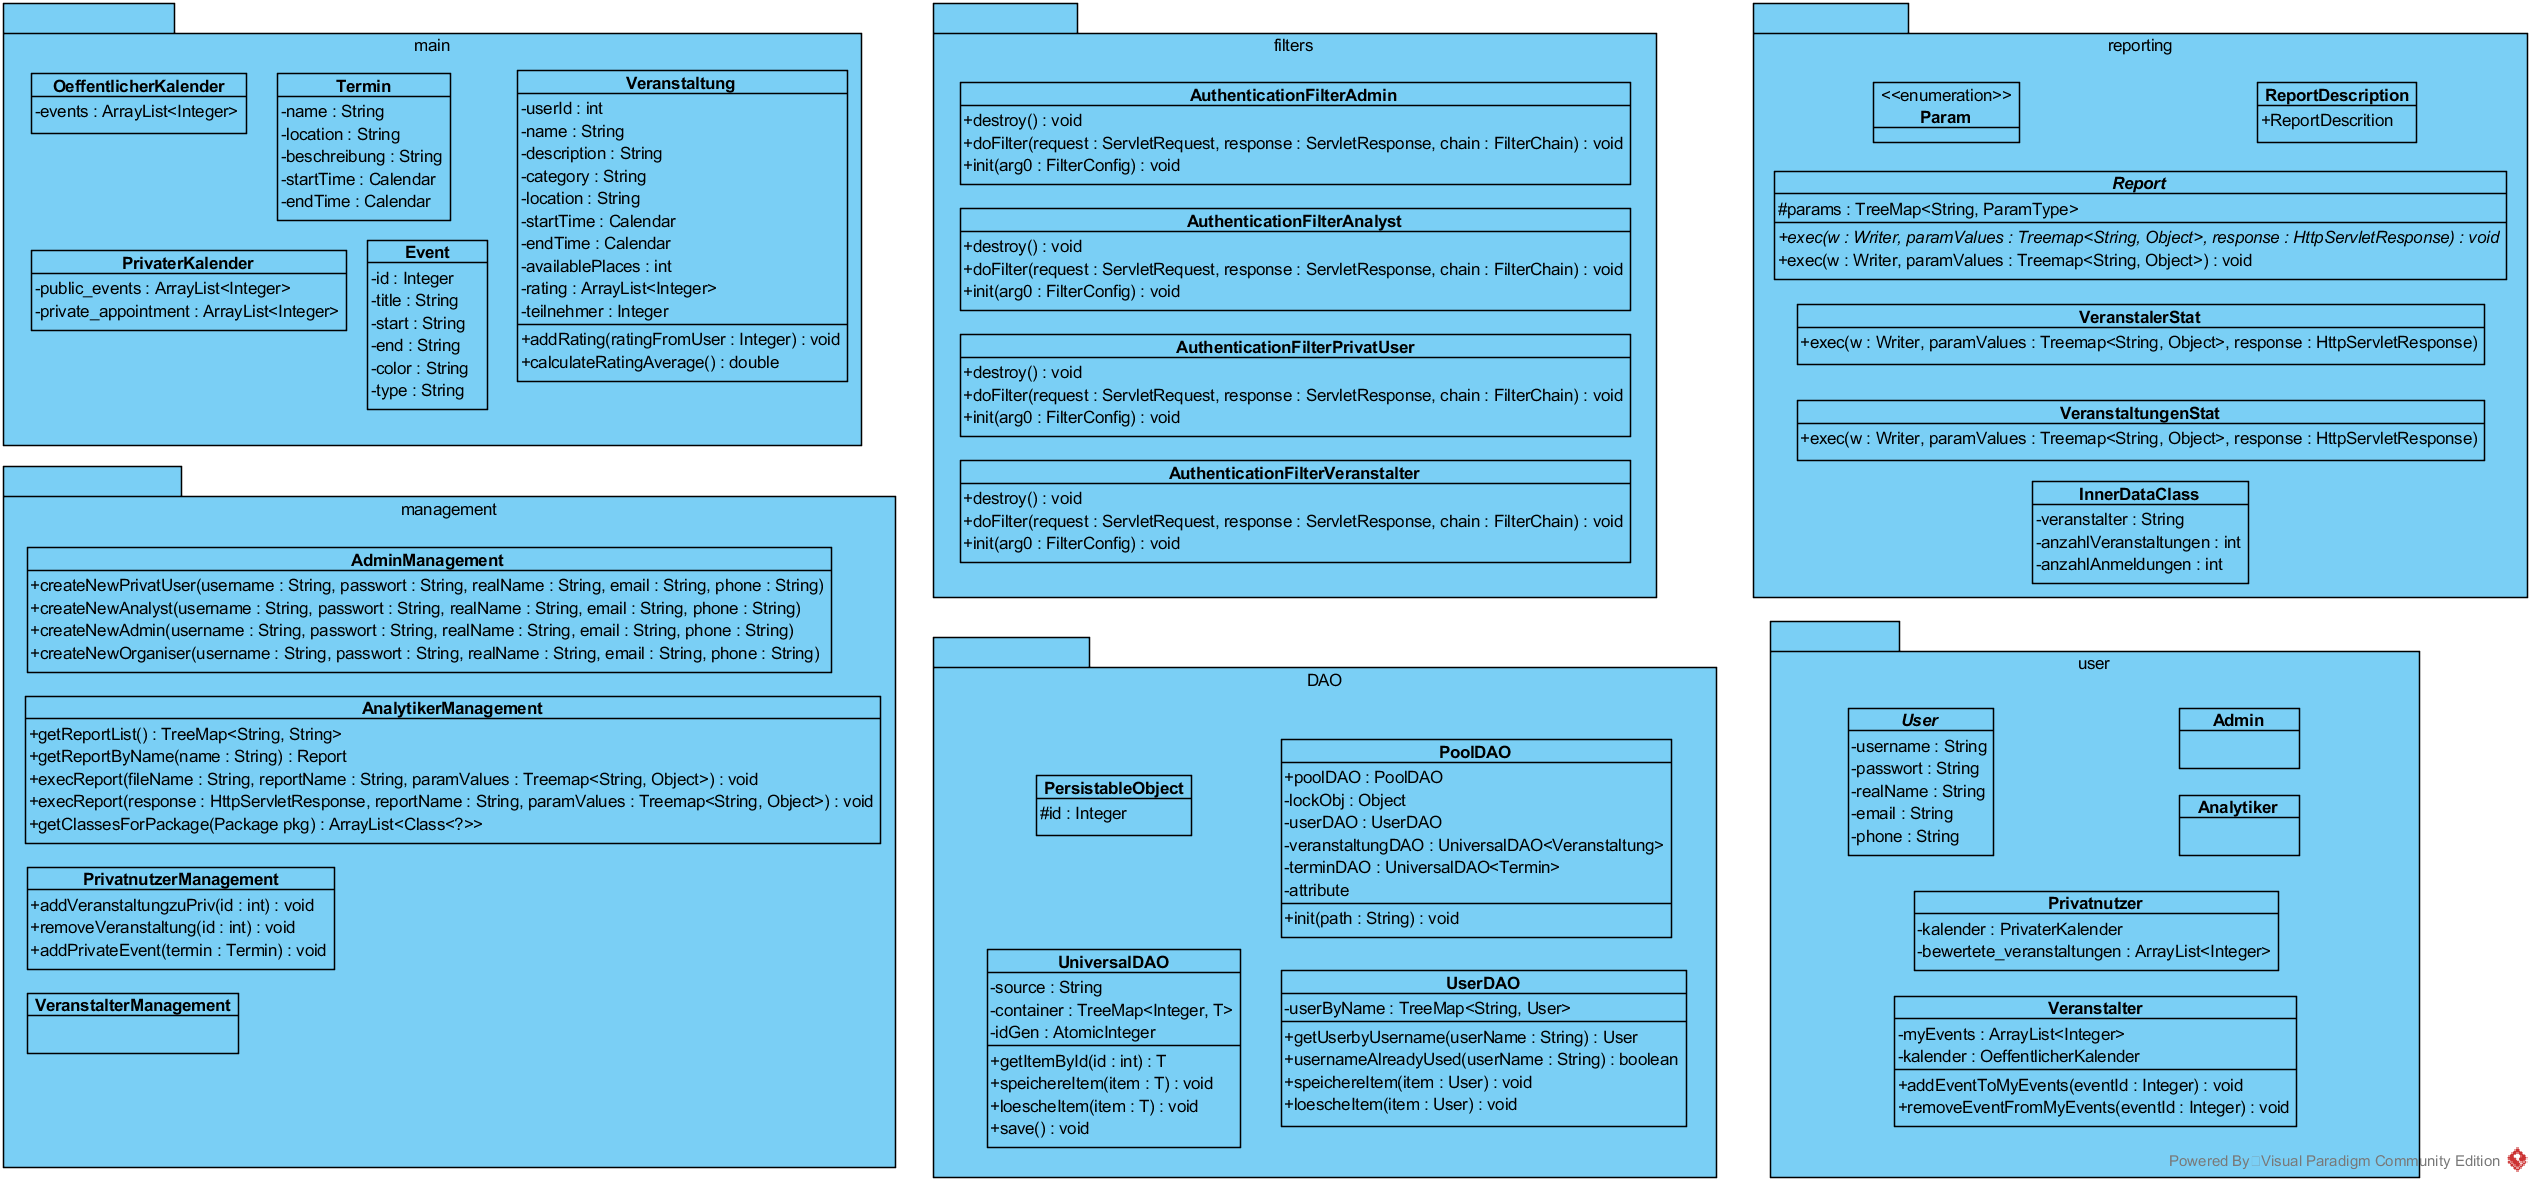 main
OeffentlicherKalender
-events : ArrayList<Integer>
Termin
-name : String
-location : String
-beschreibung : String
-startTime : Calendar
-endTime : Calendar
Veranstaltung
-userId : int
-name : String
-description : String
-category : String
-location : String
-startTime : Calendar
-endTime : Calendar
-availablePlaces : int
-rating : ArrayList<Integer>
-teilnehmer : Integer
+addRating(ratingFromUser : Integer) : void
+calculateRatingAverage() : double
PrivaterKalender
-public_events : ArrayList<Integer>
-private_appointment : ArrayList<Integer>
Event
-id : Integer
-title : String
-start : String
-end : String
-color : String
-type : String
management
AdminManagement
+createNewPrivatUser(username : String, passwort : String, realName : String, email : String, phone : String)
+createNewAnalyst(username : String, passwort : String, realName : String, email : String, phone : String)
+createNewAdmin(username : String, passwort : String, realName : String, email : String, phone : String)
+createNewOrganiser(username : String, passwort : String, realName : String, email : String, phone : String)
AnalytikerManagement
+getReportList() : TreeMap<String, String>
+getReportByName(name : String) : Report
+execReport(fileName : String, reportName : String, paramValues : Treemap<String, Object>) : void
+execReport(response : HttpServletResponse, reportName : String, paramValues : Treemap<String, Object>) : void
+getClassesForPackage(Package pkg) : ArrayList<Class<?>>
PrivatnutzerManagement
+addVeranstaltungzuPriv(id : int) : void
+removeVeranstaltung(id : int) : void
+addPrivateEvent(termin : Termin) : void
VeranstalterManagement
filters
AuthenticationFilterAdmin
+destroy() : void
+doFilter(request : ServletRequest, response : ServletResponse, chain : FilterChain) : void
+init(arg0 : FilterConfig) : void
AuthenticationFilterAnalyst
+destroy() : void
+doFilter(request : ServletRequest, response : ServletResponse, chain : FilterChain) : void
+init(arg0 : FilterConfig) : void
AuthenticationFilterPrivatUser
+destroy() : void
+doFilter(request : ServletRequest, response : ServletResponse, chain : FilterChain) : void
+init(arg0 : FilterConfig) : void
AuthenticationFilterVeranstalter
+destroy() : void
+doFilter(request : ServletRequest, response : ServletResponse, chain : FilterChain) : void
+init(arg0 : FilterConfig) : void
DAO
PersistableObject
#id : Integer
PoolDAO
+poolDAO : PoolDAO
-lockObj : Object
-userDAO : UserDAO
-veranstaltungDAO : UniversalDAO<Veranstaltung>
-terminDAO : UniversalDAO<Termin>
-attribute
+init(path : String) : void
UniversalDAO
-source : String
-container : TreeMap<Integer, T>
-idGen : AtomicInteger
+getItemById(id : int) : T
+speichereItem(item : T) : void
+loescheItem(item : T) : void
+save() : void
UserDAO
-userByName : TreeMap<String, User>
+getUserbyUsername(userName : String) : User
+usernameAlreadyUsed(userName : String) : boolean
+speichereItem(item : User) : void
+loescheItem(item : User) : void
reporting
<<enumeration>>
Param
ReportDescription
+ReportDescrition
Report
#params : TreeMap<String, ParamType>
+exec(w : Writer, paramValues : Treemap<String, Object>, response : HttpServletResponse) : void
+exec(w : Writer, paramValues : Treemap<String, Object>) : void
VeranstalerStat
+exec(w : Writer, paramValues : Treemap<String, Object>, response : HttpServletResponse)
VeranstaltungenStat
+exec(w : Writer, paramValues : Treemap<String, Object>, response : HttpServletResponse)
InnerDataClass
-veranstalter : String
-anzahlVeranstaltungen : int
-anzahlAnmeldungen : int
user
User
-username : String
-passwort : String
-realName : String
-email : String
-phone : String
Admin
Analytiker
Privatnutzer
-kalender : PrivaterKalender
-bewertete_veranstaltungen : ArrayList<Integer>
Veranstalter
-myEvents : ArrayList<Integer>
-kalender : OeffentlicherKalender
+addEventToMyEvents(eventId : Integer) : void
+removeEventFromMyEvents(eventId : Integer) : void
Powered By Visual Paradigm Community Edition